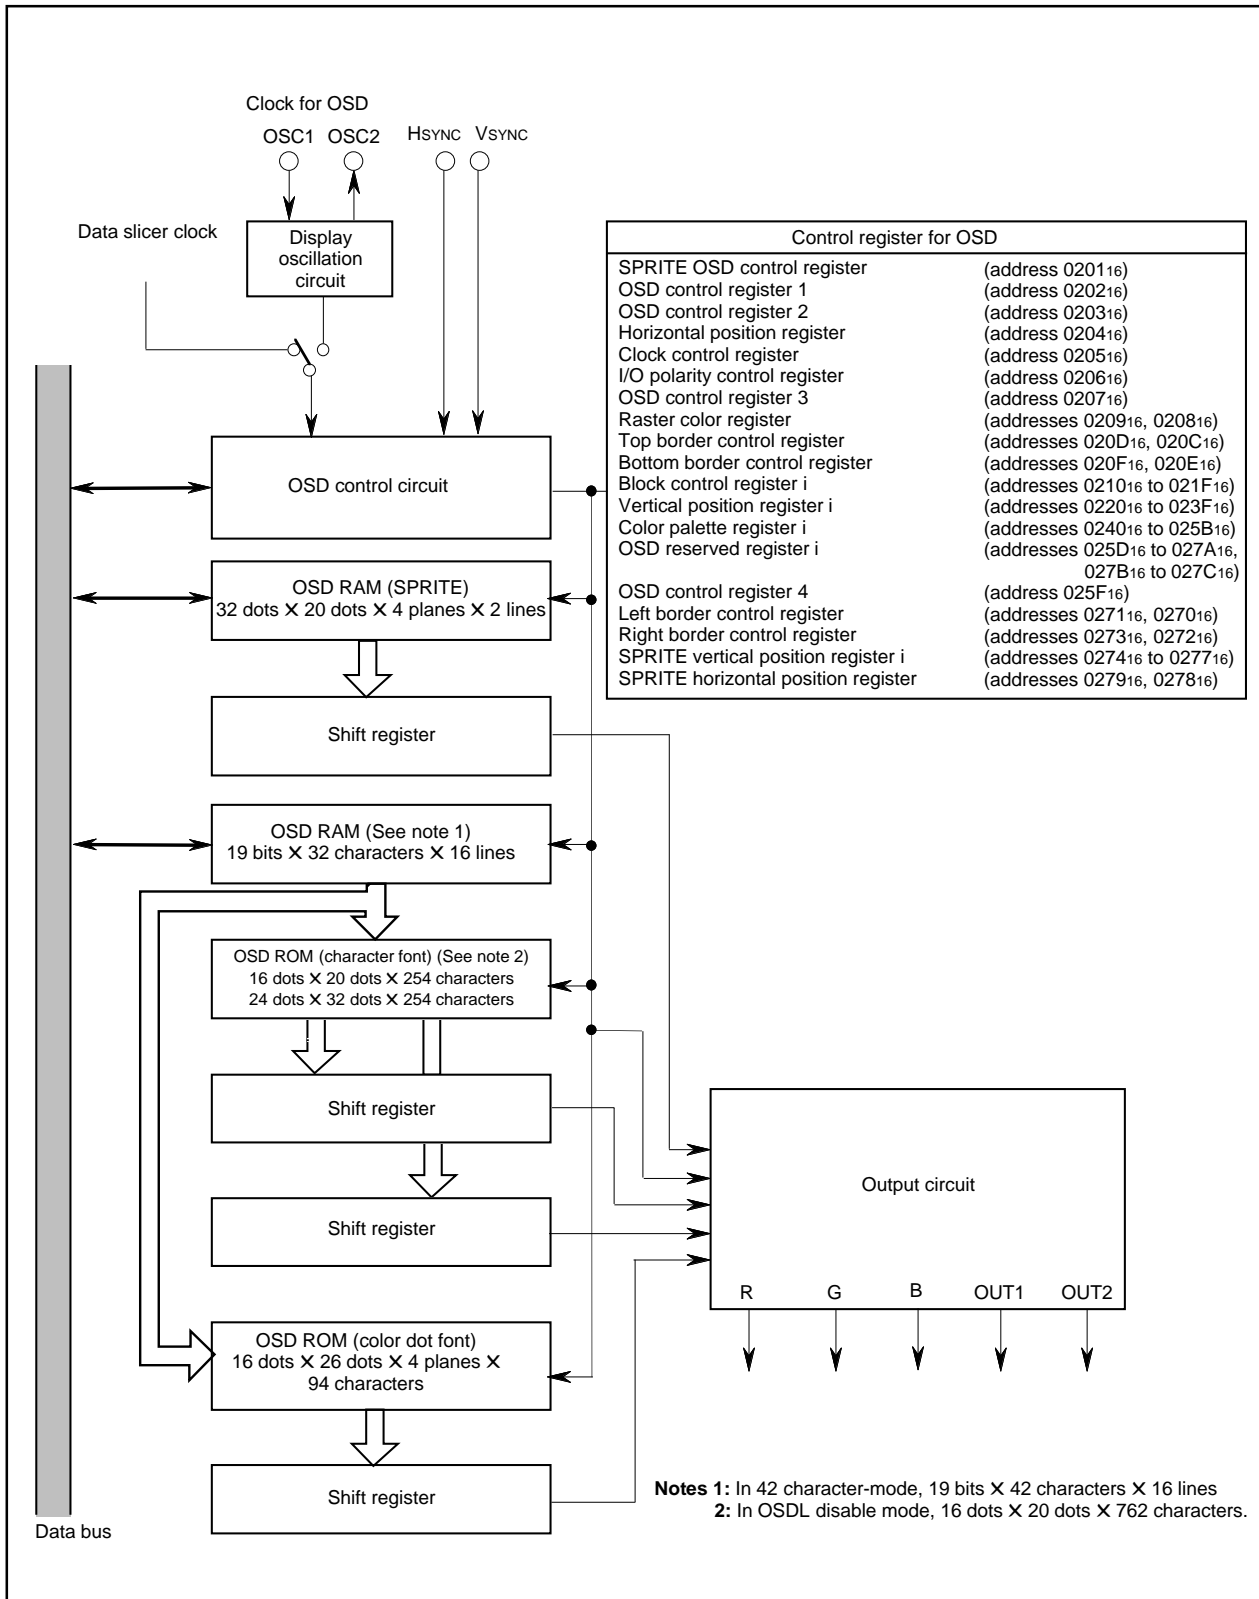 Clock for OSD
OSC1 OSC2 HSYNC VSYNC
Data slicer clock
Display
oscillation
circuit
Control register for OSD
SPRITE OSD control register (address 020116)
OSD control register 1 (address 020216)
OSD control register 2 (address 020316)
Horizontal position register (address 020416)
Clock control register (address 020516)
I/O polarity control register (address 020616)
OSD control register 3 (address 020716)
Raster color register (addresses 020916, 020816)
Top border control register (addresses 020D16, 020C16)
Bottom border control register (addresses 020F16, 020E16)
Block control register i (addresses 021016 to 021F16)
Vertical position register i (addresses 022016 to 023F16)
Color palette register i (addresses 024016 to 025B16)
OSD reserved register i (addresses 025D16 to 027A16,
027B16 to 027C16)
OSD control register 4 (address 025F16)
Left border control register (addresses 027116, 027016)
Right border control register (addresses 027316, 027216)
SPRITE vertical position register i (addresses 027416 to 027716)
SPRITE horizontal position register (addresses 027916, 027816)
OSD control circuit
OSD RAM (SPRITE)
32 dots ✕ 20 dots ✕ 4 planes ✕ 2 lines
Shift register
OSD RAM (See note 1)
19 bits ✕ 32 characters ✕ 16 lines
OSD ROM (character font) (See note 2)
16 dots ✕ 20 dots ✕ 254 characters
24 dots ✕ 32 dots ✕ 254 characters
Shift register
Shift register
Output circuit
R G B OUT1 OUT2
OSD ROM (color dot font)
16 dots ✕ 26 dots ✕ 4 planes ✕
94 characters
Shift register
Data bus
Notes 1: In 42 character-mode, 19 bits ✕ 42 characters ✕ 16 lines
2: In OSDL disable mode, 16 dots ✕ 20 dots ✕ 762 characters.